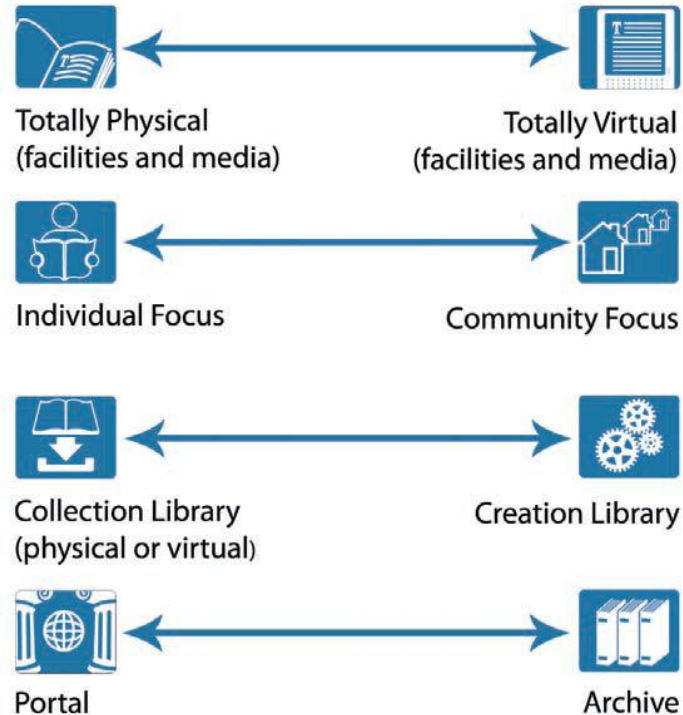 T
T
Totally Physical
(facilities and media)
Totally Virtual
(facilities and media)
Individual Focus
Community Focus
Collection Library
(physical or virtual)
Creation Library
Portal
Archive